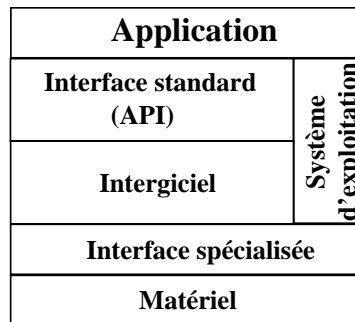 Application
Interface standard
(API)
Système
d'exploitation
Intergiciel
Interface spécialisée
Matériel